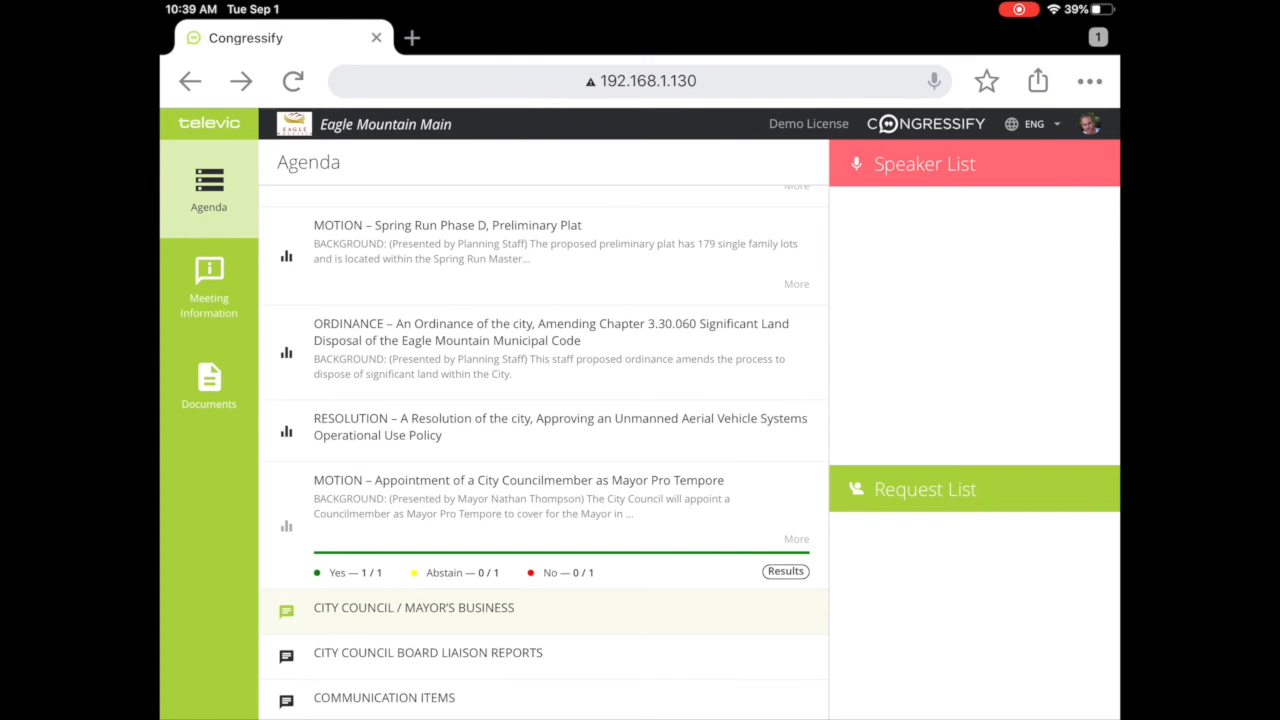 10:39 AM Tue Sep 1
39%
Congressify
1
192.168.1.130
televic
EAGLE
Eagle Mountain Main
Demo License
CONGRESSIFY
ENG
Agenda
Meeting
Information
Documents
Agenda
More
MOTION – Spring Run Phase D, Preliminary Plat
BACKGROUND: (Presented by Planning Staff) The proposed preliminary plat has 179 single family lots
and is located within the Spring Run Master...
More
ORDINANCE – An Ordinance of the city, Amending Chapter 3.30.060 Significant Land
Disposal of the Eagle Mountain Municipal Code
BACKGROUND: (Presented by Planning Staff) This staff proposed ordinance amends the process to
dispose of significant land within the City.
RESOLUTION – A Resolution of the city, Approving an Unmanned Aerial Vehicle Systems
Operational Use Policy
MOTION – Appointment of a City Councilmember as Mayor Pro Tempore
BACKGROUND: (Presented by Mayor Nathan Thompson) The City Council will appoint a
Councilmember as Mayor Pro Tempore to cover for the Mayor in ...
More
Yes — 1 / 1 Abstain — 0 / 1 No — 0 / 1 Results
CITY COUNCIL / MAYOR'S BUSINESS
CITY COUNCIL BOARD LIAISON REPORTS
COMMUNICATION ITEMS
Speaker List
Request List